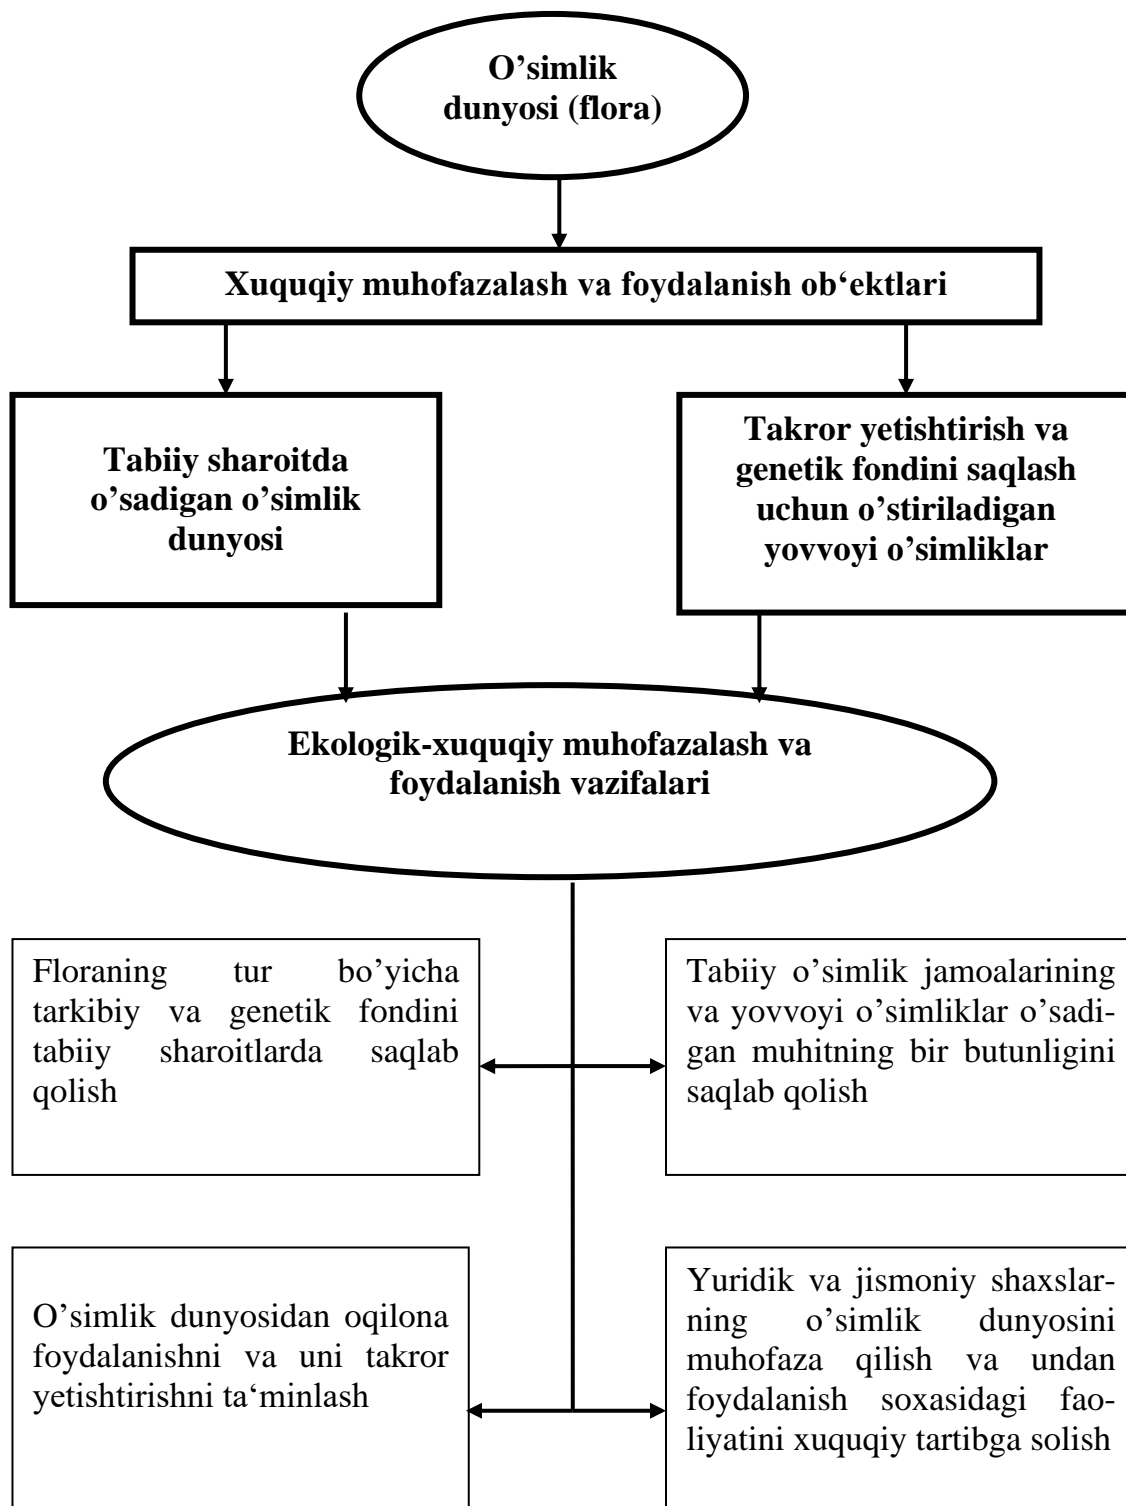 O’simlik
dunyosi (flora)
Xuquqiy muhofazalash va foydalanish ob‘ektlari
Tabiiy sharoitda
o’sadigan o’simlik
dunyosi
Takror yetishtirish va
genetik fondini saqlash
uchun o’stiriladigan
yovvoyi o’simliklar
Ekologik-xuquqiy muhofazalash va
foydalanish vazifalari
Floraning tur bo’yicha
tarkibiy va genetik fondini
tabiiy sharoitlarda saqlab
qolish
Tabiiy o’simlik jamoalarining
va yovvoyi o’simliklar o’sadi-
gan muhitning bir butunligini
saqlab qolish
O’simlik dunyosidan oqilona
foydalanishni va uni takror
yetishtirishni ta‘minlash
Yuridik va jismoniy shaxslar-
ning o’simlik dunyosini
muhofaza qilish va undan
foydalanish soxasidagi fao-
liyatini xuquqiy tartibga solish